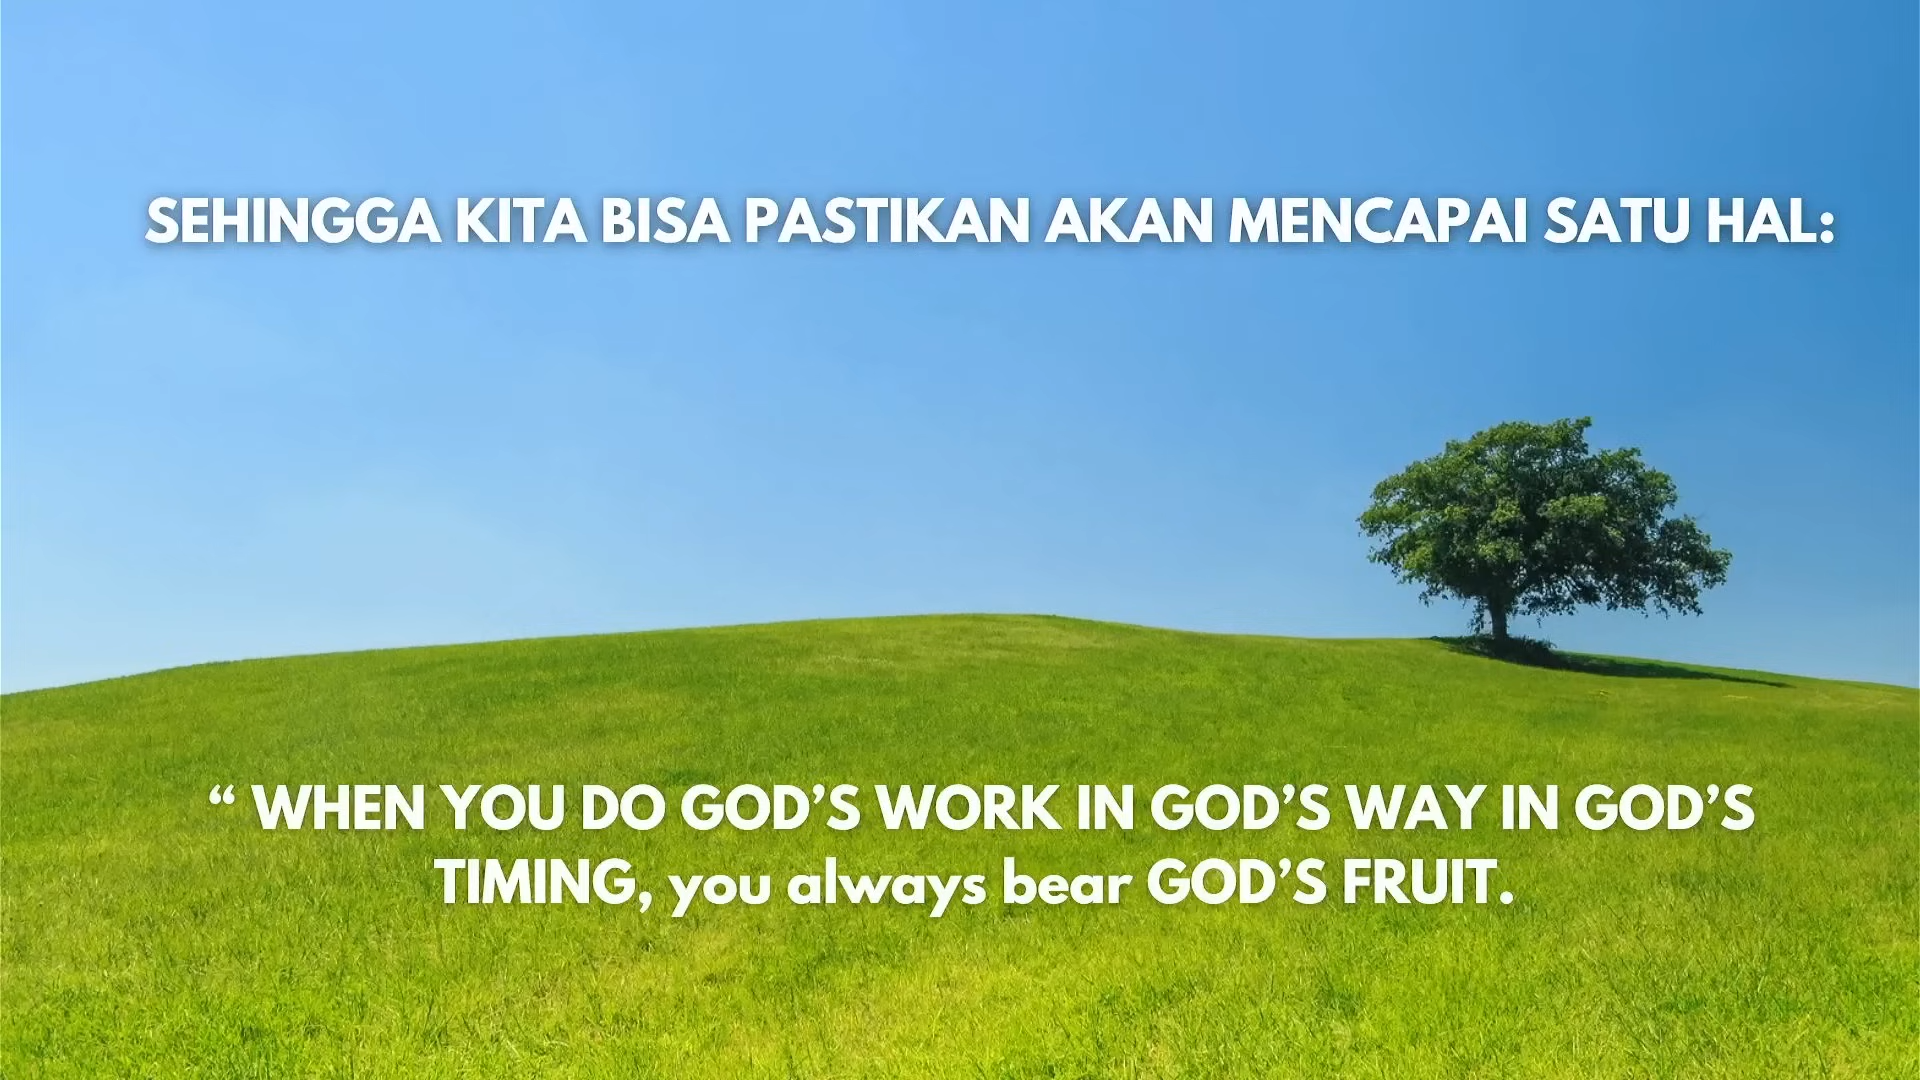 SEHINGGA KITA BISA PASTIKAN AKAN MENCAPAI SATU HAL:
“ WHEN YOU DO GOD’S WORK IN GOD’S WAY IN GOD’S
TIMING, you always bear GOD’S FRUIT.